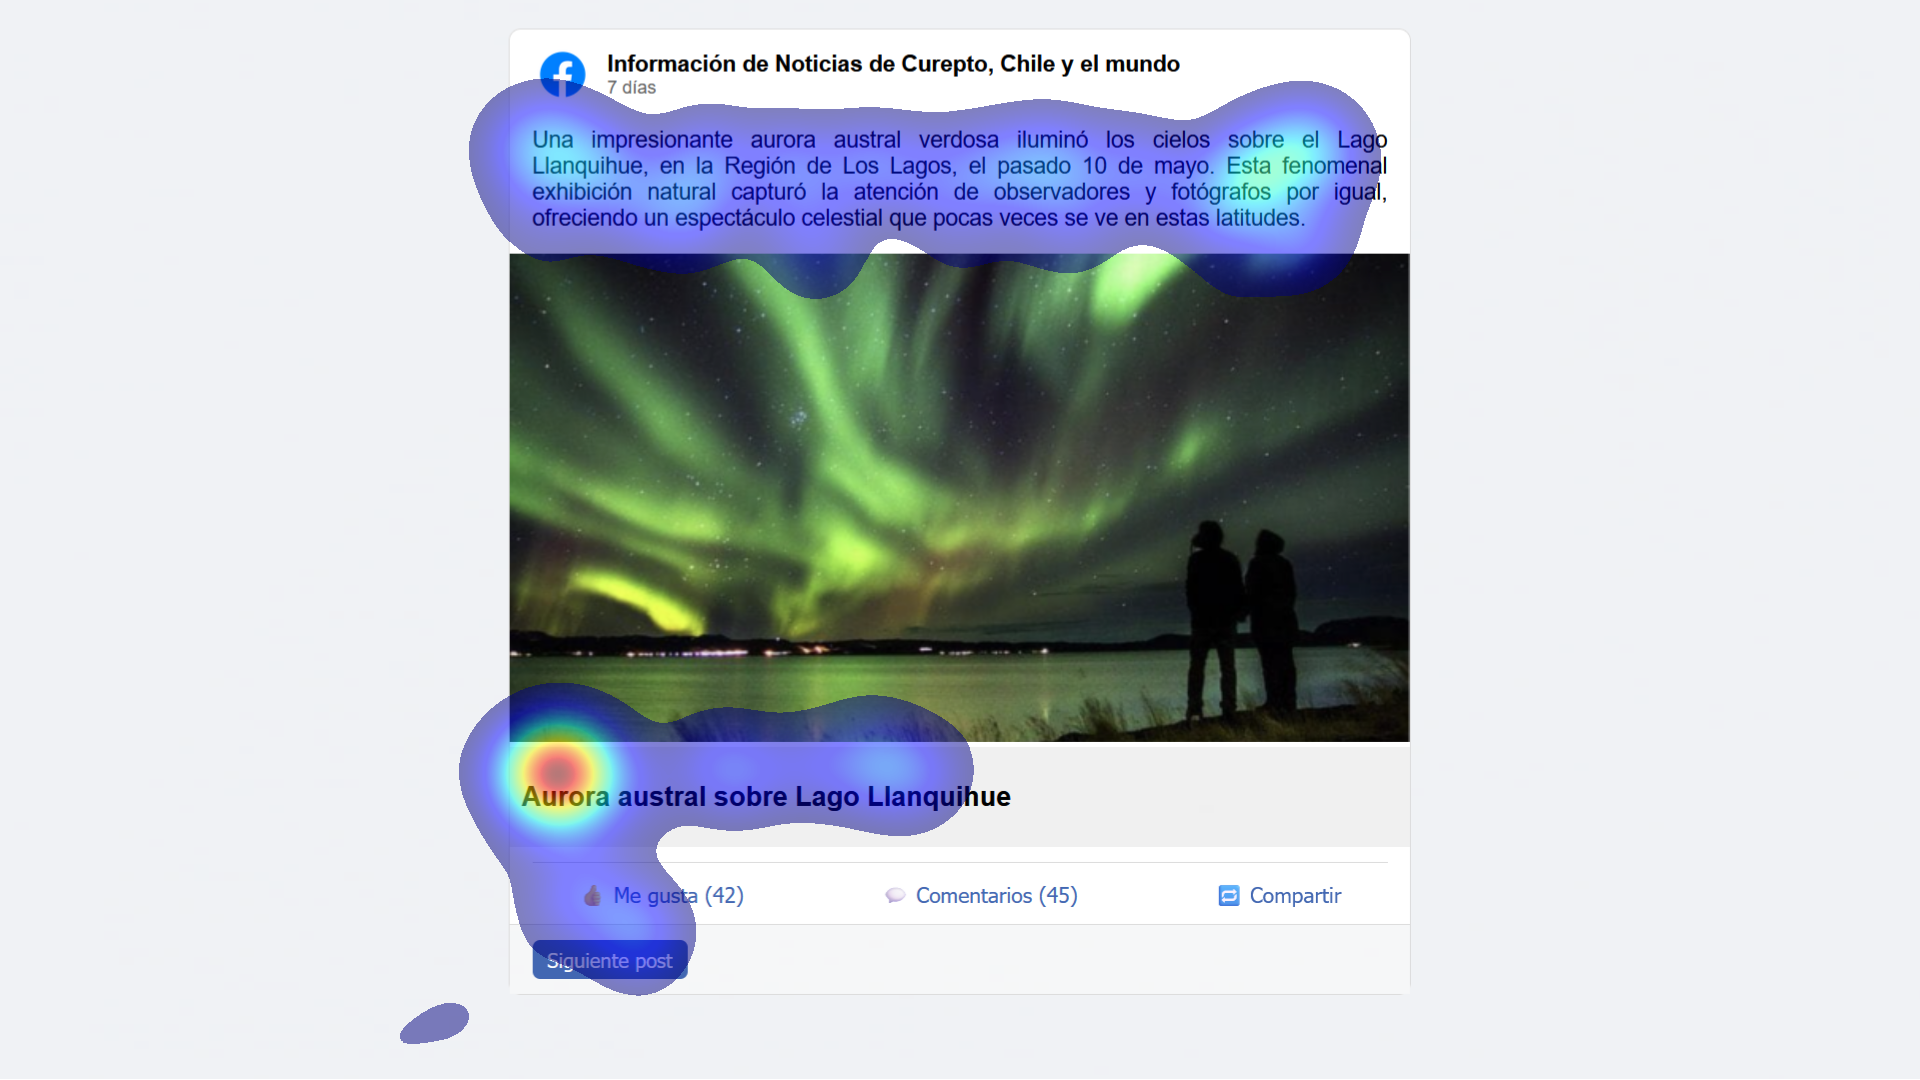 Información de Noticias de Curepto, Chile y el mundo
7 días
Una impresionante aurora austral verdosa iluminó los cielos sobre el Lago
Llanquihue, en la Región de Los Lagos, el pasado 10 de mayo. Esta fenomenal
exhibición natural capturó la atención de observadores y fotógrafos por igual,
ofreciendo un espectáculo celestial que pocas veces se ve en estas latitudes.
Aurora austral sobre Lago Llanquihue
Me gusta (42) Comentarios (45) Compartir
Siguiente post